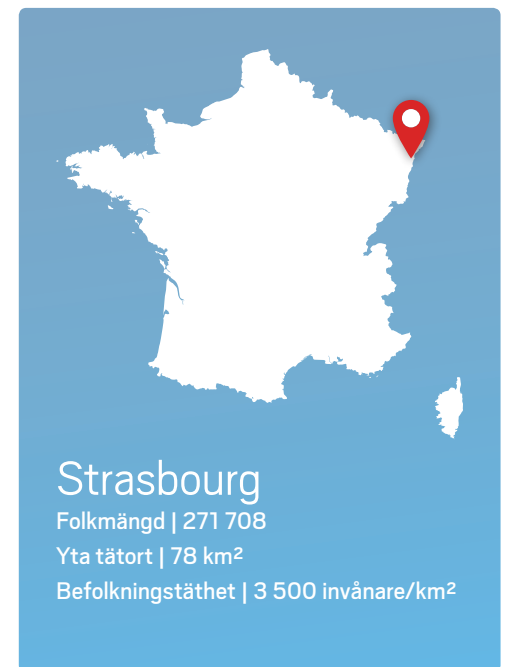 Strasbourg
Folkmängd | 271 708
Yta tätort | 78 km²
Befolkningstäthet | 3 500 invånare/km²